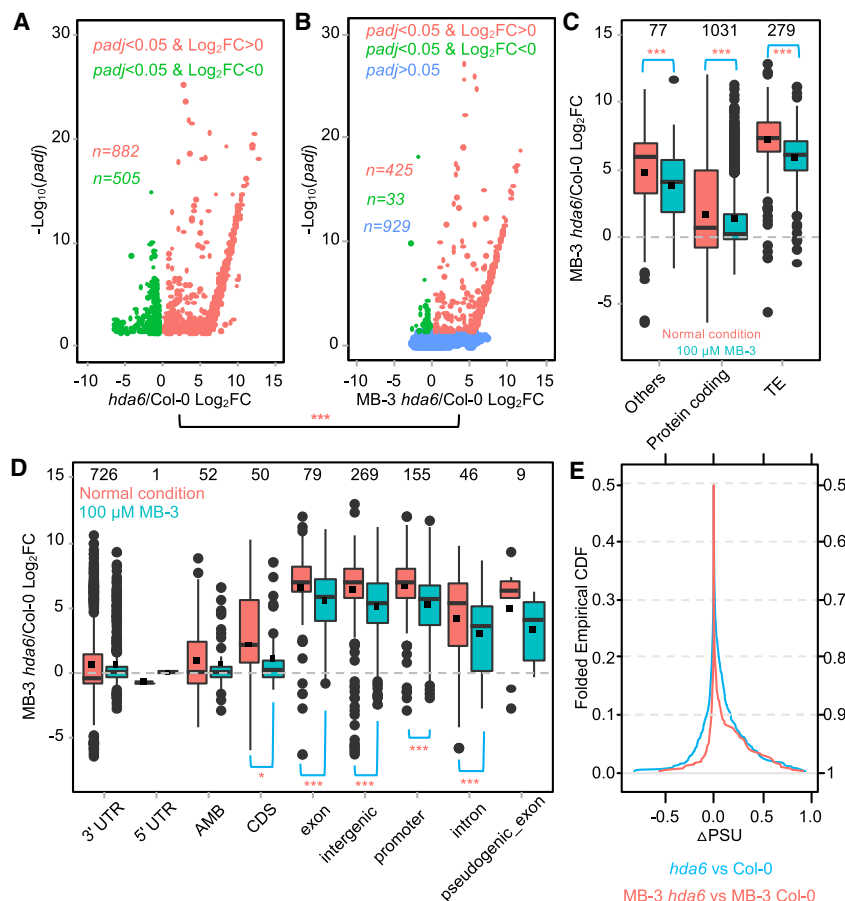 A
30
20
10
0
-Log10(padj)
padj<0.05 & Log2FC>0
padj<0.05 & Log2FC<0
n=882
n=505
-10 -5 0 5 10 15
hda6/Col-0 Log2FC
B
30
20
10
0
-Log10(padj)
padj<0.05 & Log2FC>0
padj<0.05 & Log2FC<0
padj>0.05
n=425
n=33
n=929
-10 -5 0 5 10 15
MB-3 hda6/Col-0 Log2FC
***
C
15
10
5
0
-5
MB-3 hda6/Col-0 Log2FC
77 1031 279
*** *** ***
Normal condition
100 µM MB-3
Others
Protein coding
TE
D
15
10
5
0
-5
MB-3 hda6/Col-0 Log2FC
726 1 52 50 79 269 155 46 9
Normal condition
100 µM MB-3
* *** *** *** ***
3' UTR
5' UTR
AMB
CDS
exon
intergenic
promoter
intron
pseudogenic_exon
E
Folded Empirical CDF
0.5 0.5
0.4 0.6
0.3 0.7
0.2 0.8
0.1 0.9
0.0 1
-0.5 0.0 0.5 1.0
ΔPSU
hda6 vs Col-0
MB-3 hda6 vs MB-3 Col-0